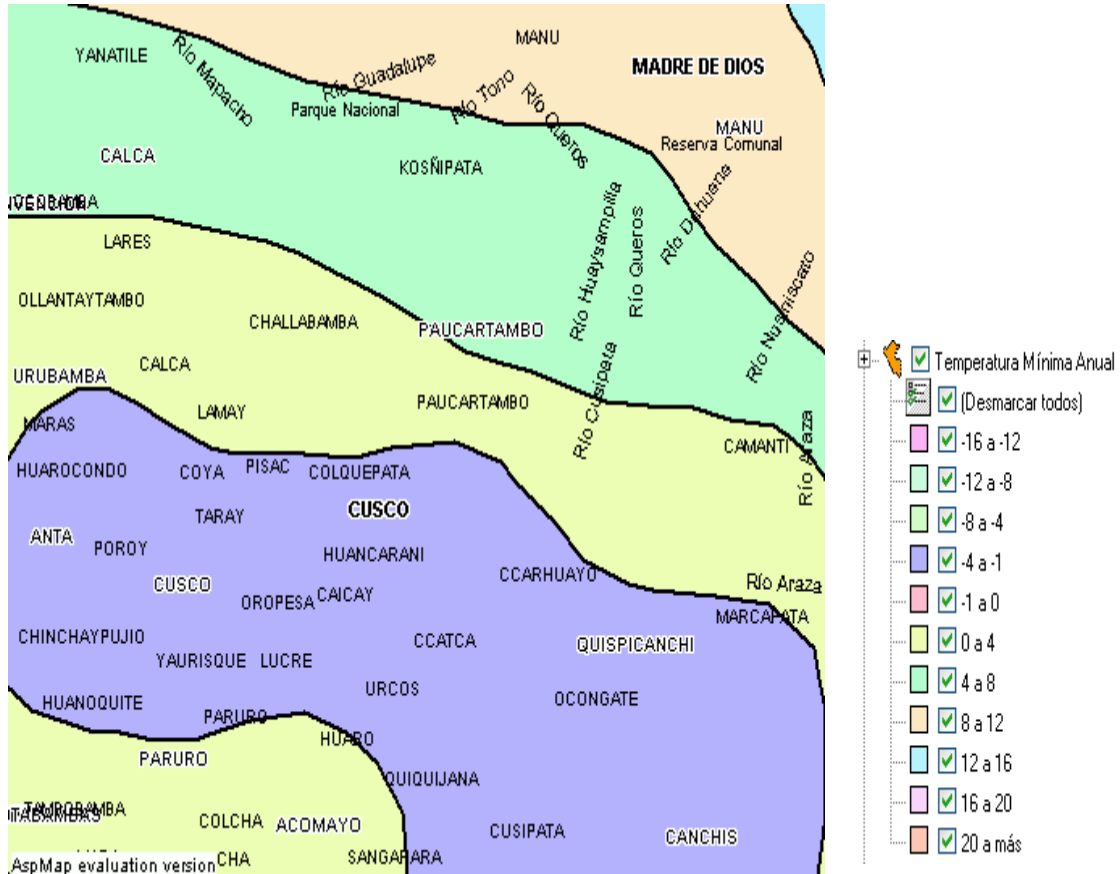 MANU
YANATILE
Río Mapacho
Río Guadalupe
MADRE DE DIOS
Río Tono
Río Queros
Parque Nacional
MANU
Reserva Comunal
CALCA
KOSÑIPATA
Río Huaysampilla
Río Queros
LARES
OLLANTAYTAMBO
CHALLABAMBA
PAUCARTAMBO
CALCA
URUBAMBA
Río Cusipata
PAUCARTAMBO
LAMAY
MARAS
CAMANTI
Río Araza
HUAROCONDO
COYA
PISAC
COLQUEPATA
TARAY
CUSCO
ANTA
POROY
HUANCARANI
CUSCO
CCARHUAYO
Río Araza
OROPESA
CAICAY
MARCAPATA
CHINCHAYPUJIO
CCATCA
QUISPICANCHI
YAURISQUE
LUCRE
URCOS
OCONGATE
HUANOQUITE
PARURO
HUARO
PARURO
QUIQUIJANA
COLCHA
ACOMAYO
CUSIPATA
CANCHIS
AspMap evaluation version
CHA
SANGARARA
Temperatura Mínima Anual
(Desmarcar todos)
-16 a -12
-12 a -8
-8 a -4
-4 a -1
-1 a 0
0 a 4
4 a 8
8 a 12
12 a 16
16 a 20
20 a más